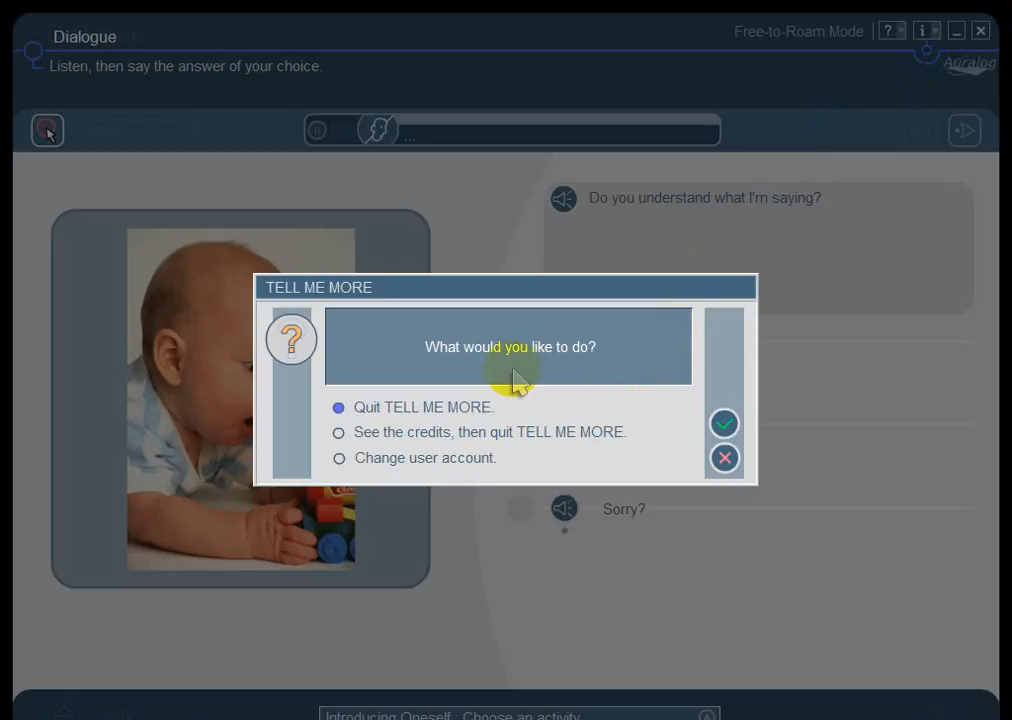 Dialogue
Free-to-Roam Mode
?
i
Listen, then say the answer of your choice.
Auralog
...
Do you understand what I'm saying?
TELL ME MORE
?
What would you like to do?
Quit TELL ME MORE.
See the credits, then quit TELL ME MORE.
Change user account.
Sorry?
Introducing Oneself Choose an activity